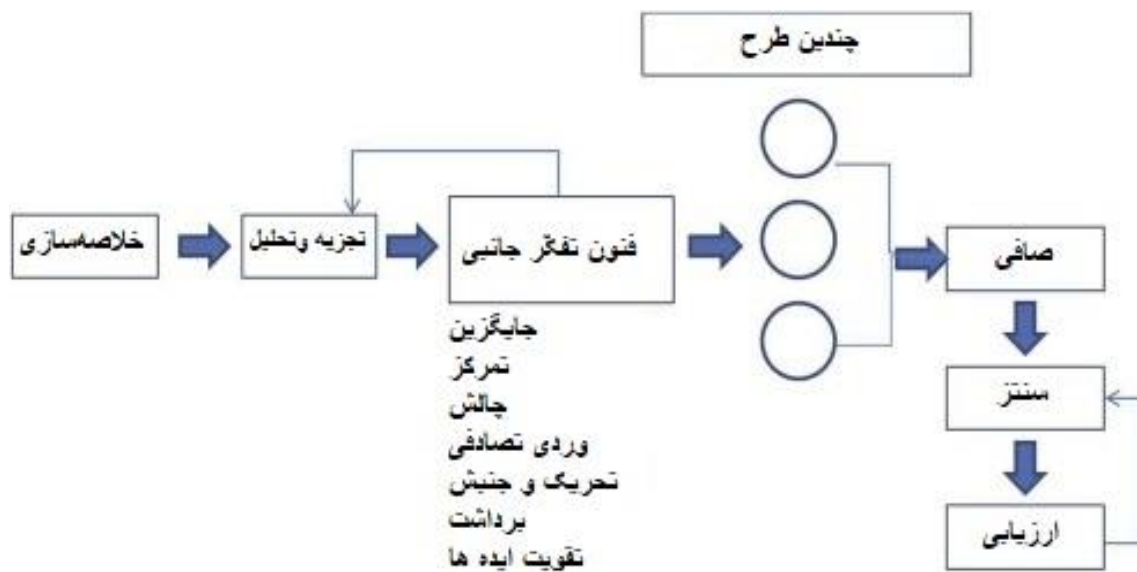 چندین طرح
خلاصه‌سازی
تجزیه وتحلیل
فنون تفکر جانبی
صافی
جایگزین
تمرکز
چالش
وردی تصادفی
تحریک و جنبش
برداشت
تقویت ایده ها
سنتز
ارزیابی